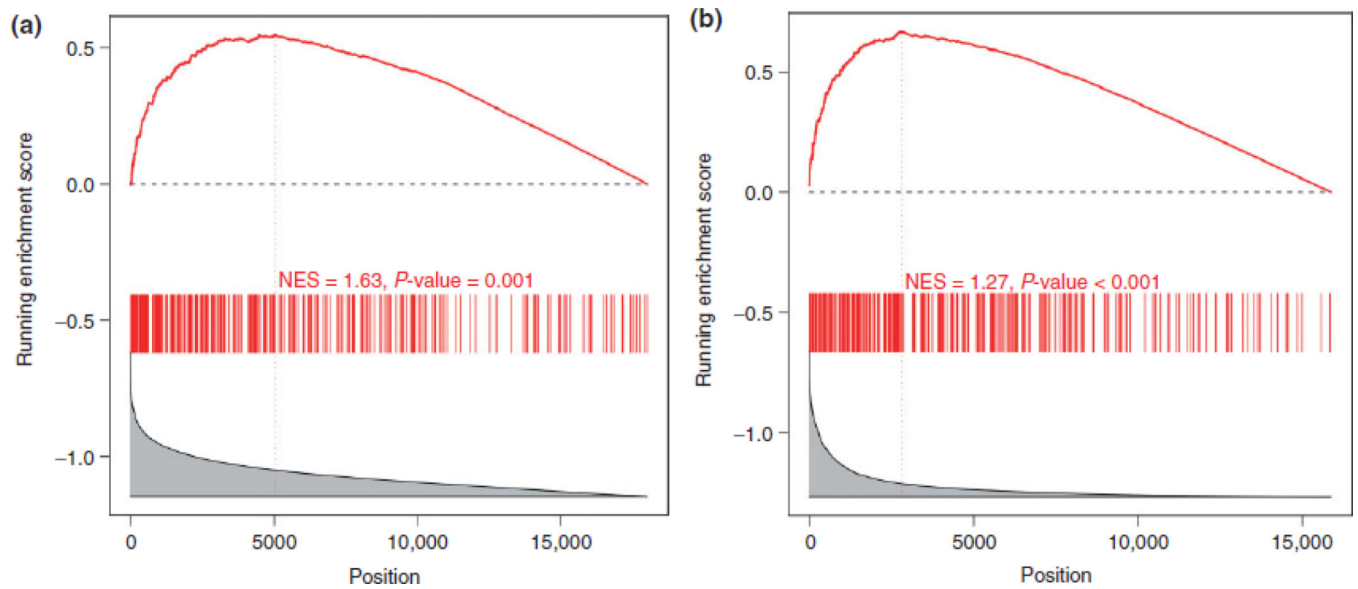 (a)
0.5
0.0
−0.5
−1.0
Running enrichment score
NES = 1.63, P-value = 0.001
0
5000
10,000
15,000
Position
(b)
0.5
0.0
−0.5
−1.0
Running enrichment score
NES = 1.27, P-value < 0.001
0
5000
10,000
15,000
Position